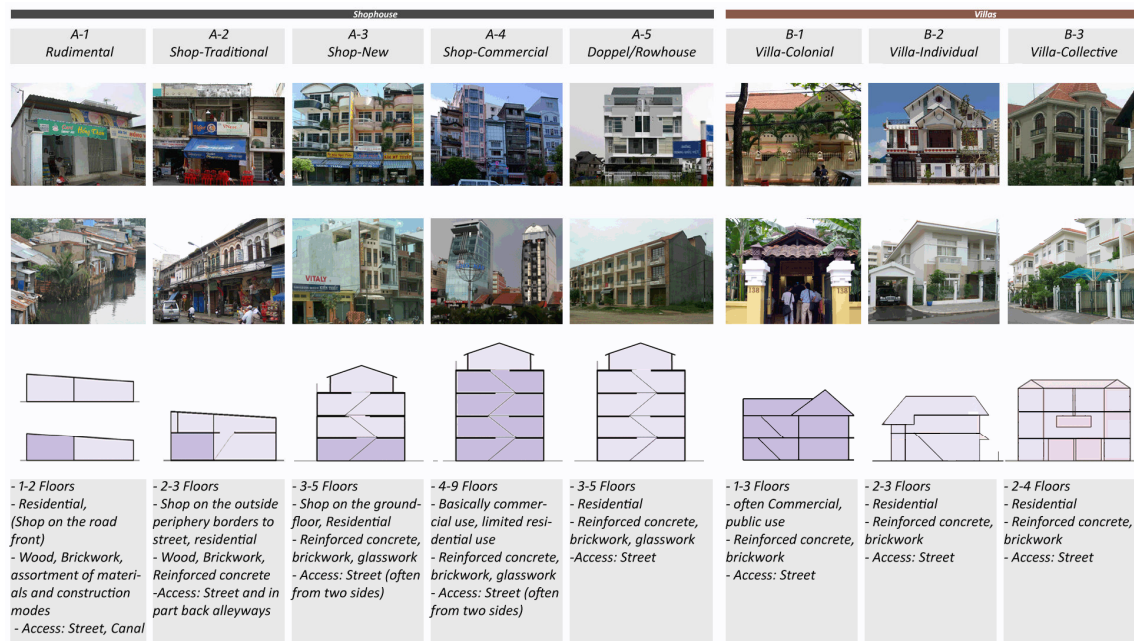 Shophouse
Villas
A-1
Rudimental
A-2
Shop-Traditional
A-3
Shop-New
A-4
Shop-Commercial
A-5
Doppel/Rowhouse
B-1
Villa-Colonial
B-2
Villa-Individual
B-3
Villa-Collective
VITALY
138
138
- 1-2 Floors
- Residential,
(Shop on the road
front)
- Wood, Brickwork,
assortment of materi-
als and construction
modes
- Access: Street, Canal
- 2-3 Floors
- Shop on the outside
periphery borders to
street, residential
- Wood, Brickwork,
Reinforced concrete
-Access: Street and in
part back alleyways
- 3-5 Floors
- Shop on the ground-
floor, Residential
- Reinforced concrete,
brickwork, glasswork
- Access: Street (often
from two sides)
- 4-9 Floors
- Basically commer-
cial use, limited resi-
dential use
- Reinforced concrete,
brickwork, glasswork
- Access: Street (often
from two sides)
- 3-5 Floors
- Residential
- Reinforced concrete,
brickwork, glasswork
-Access: Street
- 1-3 Floors
- often Commercial,
public use
- Reinforced concrete,
brickwork
- Access: Street
- 2-3 Floors
- Residential
- Reinforced concrete,
brickwork
- Access: Street
- 2-4 Floors
- Residential
- Reinforced concrete,
brickwork
- Access: Street